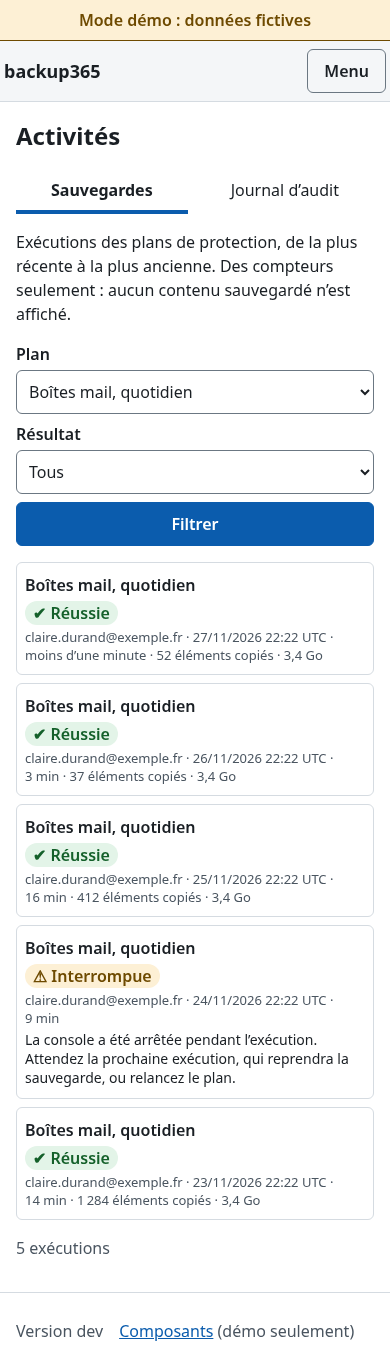 Mode démo : données fictives
backup365
Menu
Activités
Sauvegardes
Journal d’audit
Exécutions des plans de protection, de la plus
récente à la plus ancienne. Des compteurs
seulement : aucun contenu sauvegardé n’est
affiché.
Plan
Boîtes mail, quotidien
Résultat
Tous
Filtrer
Boîtes mail, quotidien
✔ Réussie
claire.durand@exemple.fr · 27/11/2026 22:22 UTC ·
moins d’une minute · 52 éléments copiés · 3,4 Go
Boîtes mail, quotidien
✔ Réussie
claire.durand@exemple.fr · 26/11/2026 22:22 UTC ·
3 min · 37 éléments copiés · 3,4 Go
Boîtes mail, quotidien
✔ Réussie
claire.durand@exemple.fr · 25/11/2026 22:22 UTC ·
16 min · 412 éléments copiés · 3,4 Go
Boîtes mail, quotidien
⚠ Interrompue
claire.durand@exemple.fr · 24/11/2026 22:22 UTC ·
9 min
La console a été arrêtée pendant l’exécution.
Attendez la prochaine exécution, qui reprendra la
sauvegarde, ou relancez le plan.
Boîtes mail, quotidien
✔ Réussie
claire.durand@exemple.fr · 23/11/2026 22:22 UTC ·
14 min · 1 284 éléments copiés · 3,4 Go
5 exécutions
Version dev Composants (démo seulement)